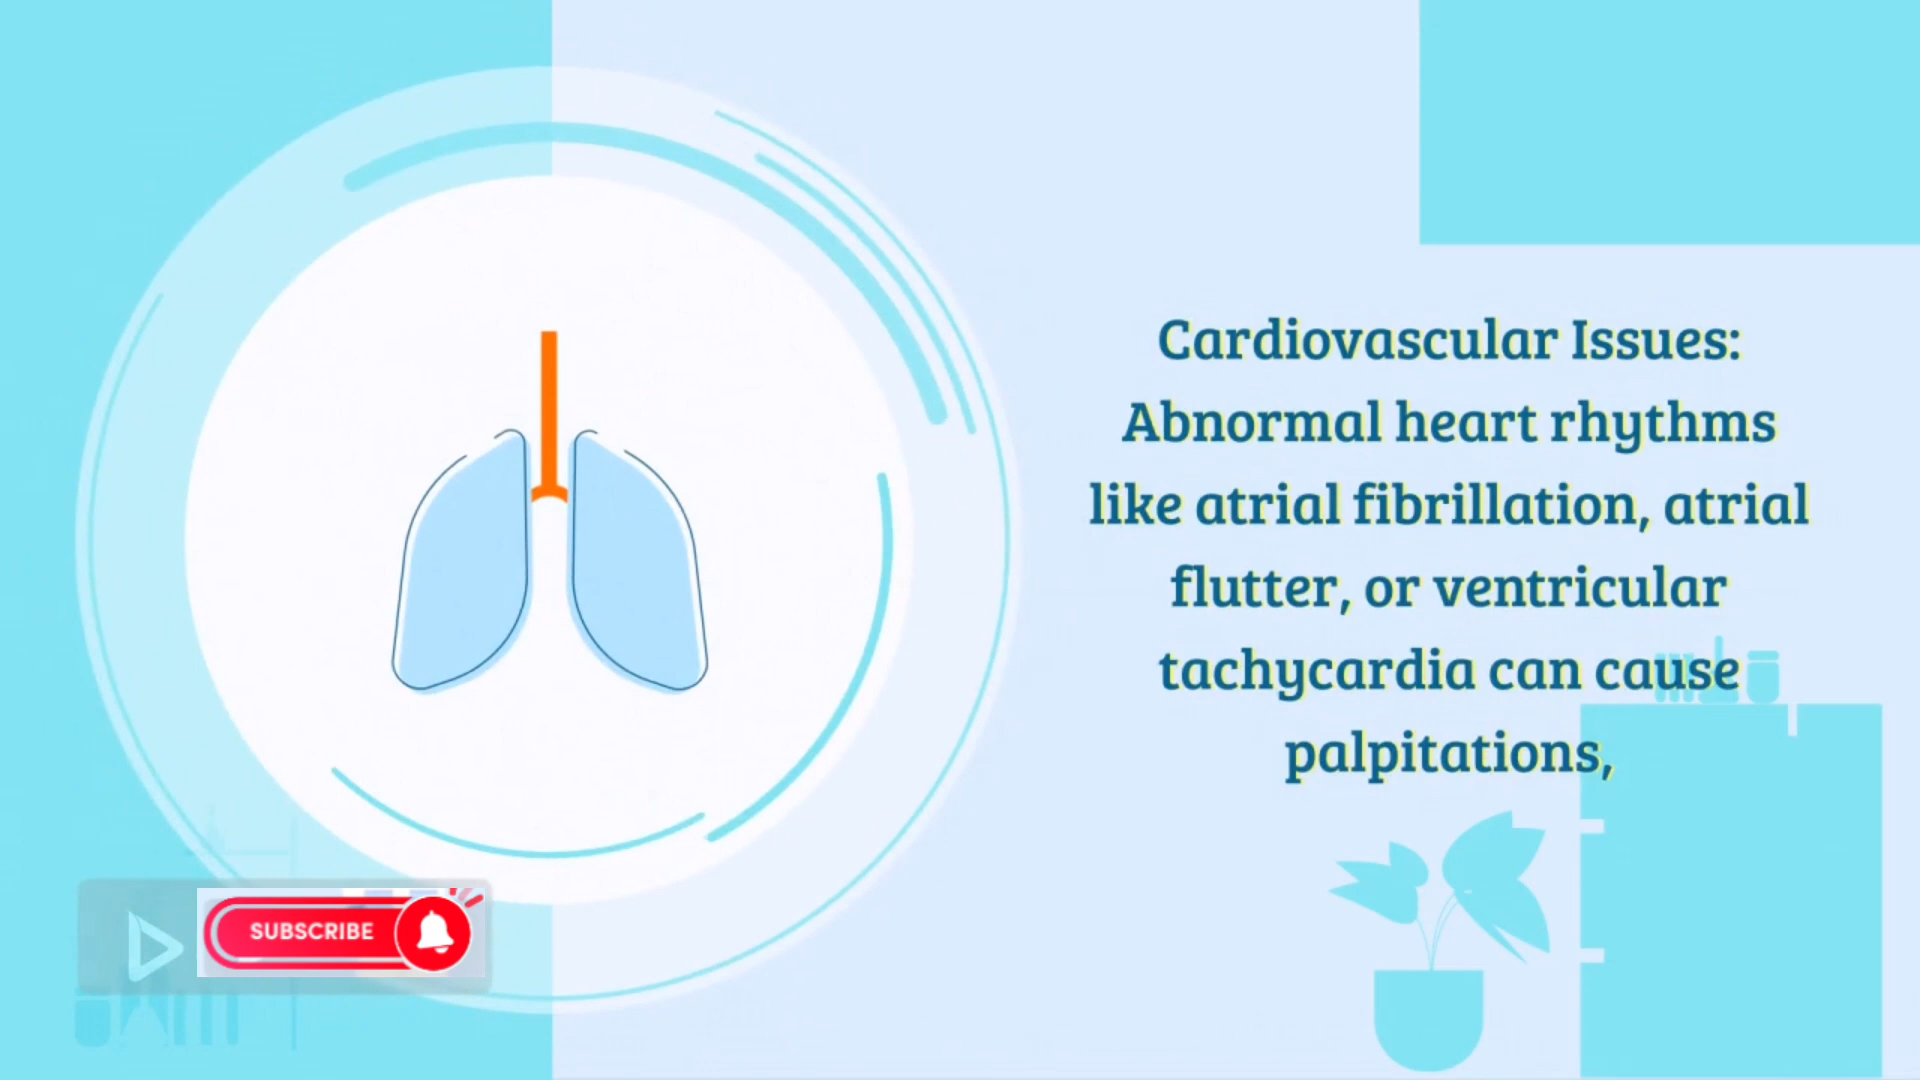 Cardiovascular Issues:
Abnormal heart rhythms
like atrial fibrillation, atrial
flutter, or ventricular
tachycardia can cause
palpitations,
SUBSCRIBE